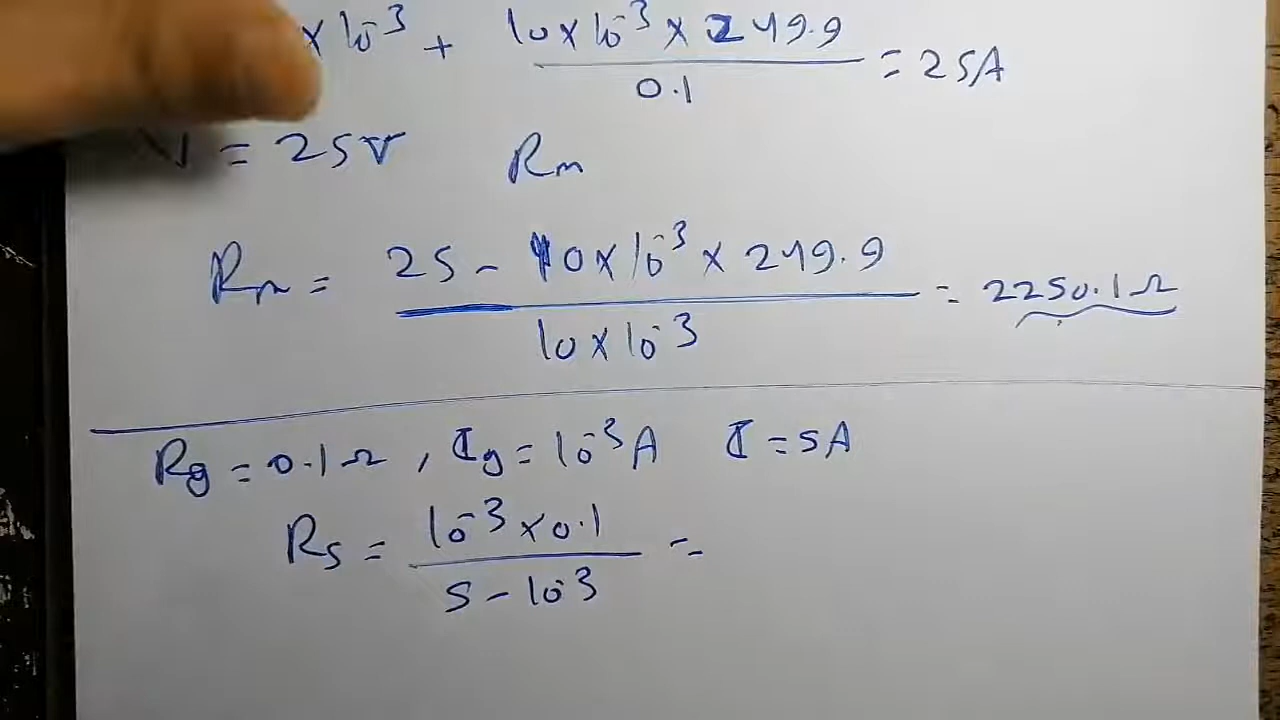 ×10⁻³ + 10×10⁻³×249.9 / 0.1 = 25A
V = 25V Rm
Rm = 25 - 10×10⁻³ × 249.9 / 10×10⁻³ = 2250.1Ω
Rg = 0.1Ω , Ig = 10⁻³A I = 5A
Rs = 10⁻³×0.1 / 5 - 10⁻³ =